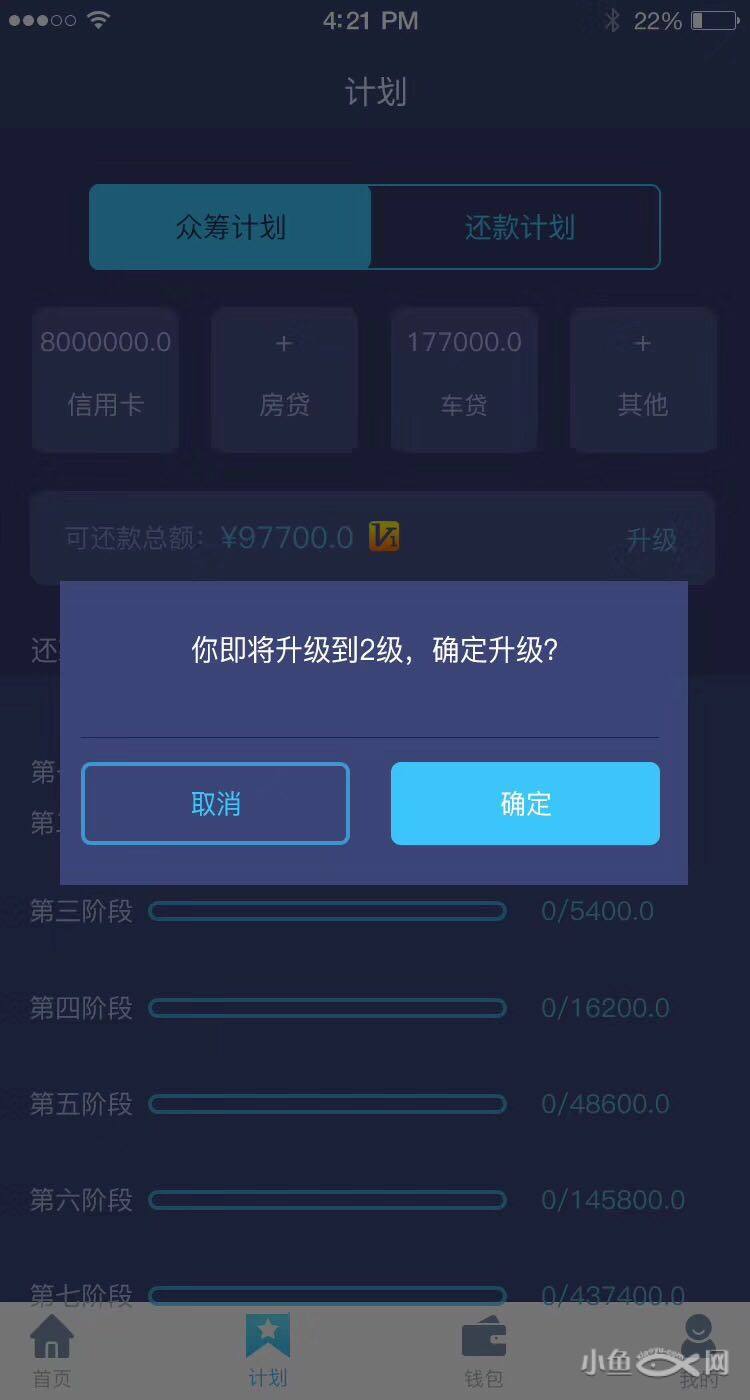 4:21 PM
22%
计划
众筹计划
还款计划
8000000.0
+
177000.0
+
信用卡
房贷
车贷
其他
可还款总额：¥97700.0
V1
升级
你即将升级到2级，确定升级？
还
第
第
取消
确定
第三阶段
0/5400.0
第四阶段
0/16200.0
第五阶段
0/48600.0
第六阶段
0/145800.0
第七阶段
0/437400.0
首页
计划
钱包
我的
小鱼网
xiaoyu.com